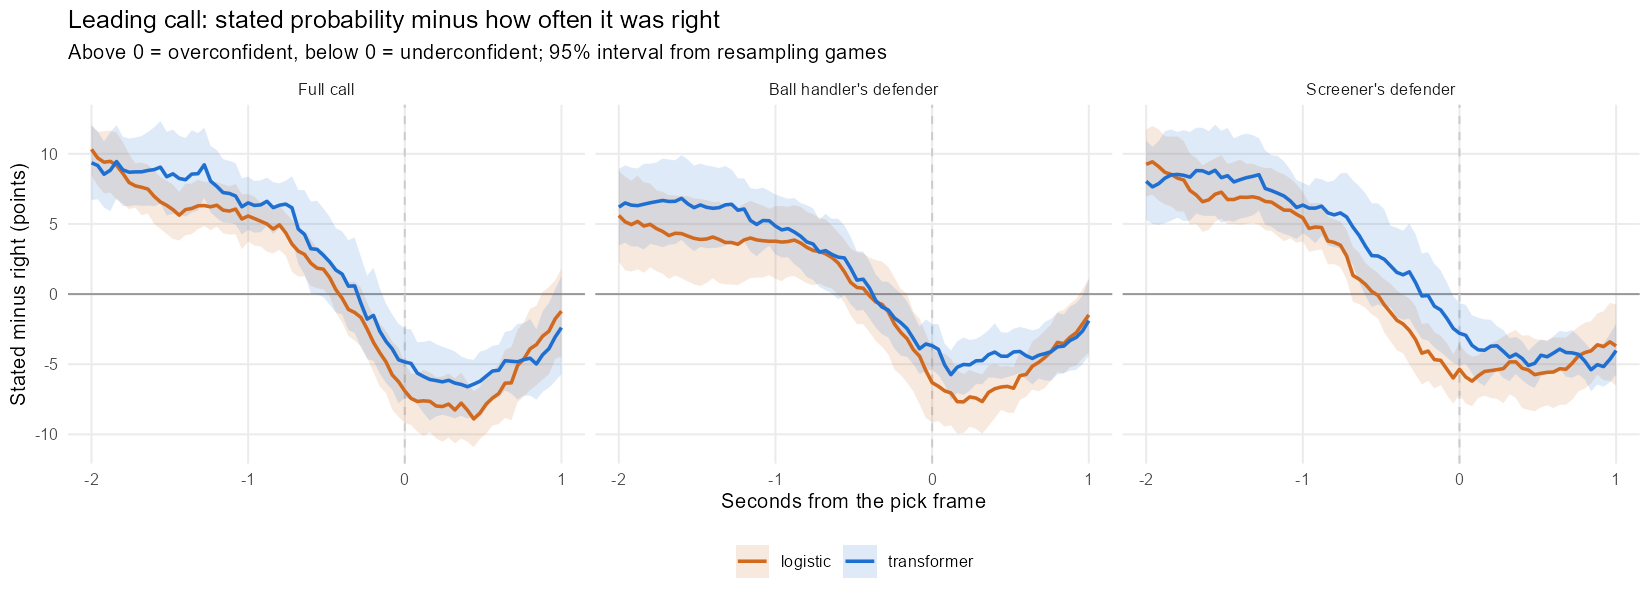 Leading call: stated probability minus how often it was right
Above 0 = overconfident, below 0 = underconfident; 95% interval from resampling games
Full call
Ball handler's defender
Screener's defender
Stated minus right (points)
10
5
0
-5
-10
-2 -1 0 1
-2 -1 0 1
-2 -1 0 1
Seconds from the pick frame
logistic transformer